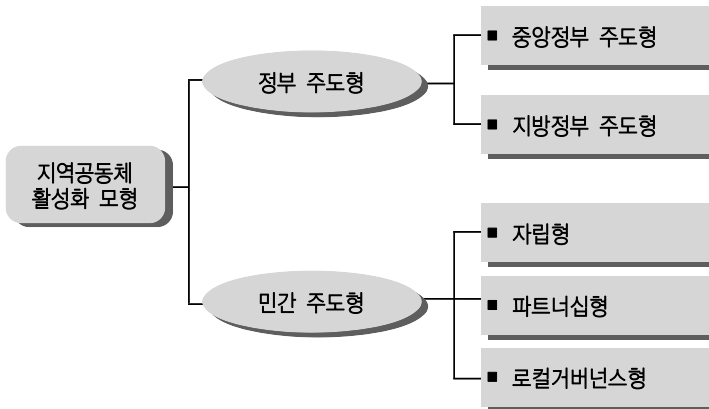 지역공동체
활성화 모형
정부 주도형
■ 중앙정부 주도형
■ 지방정부 주도형
민간 주도형
■ 자립형
■ 파트너십형
■ 로컬거버넌스형